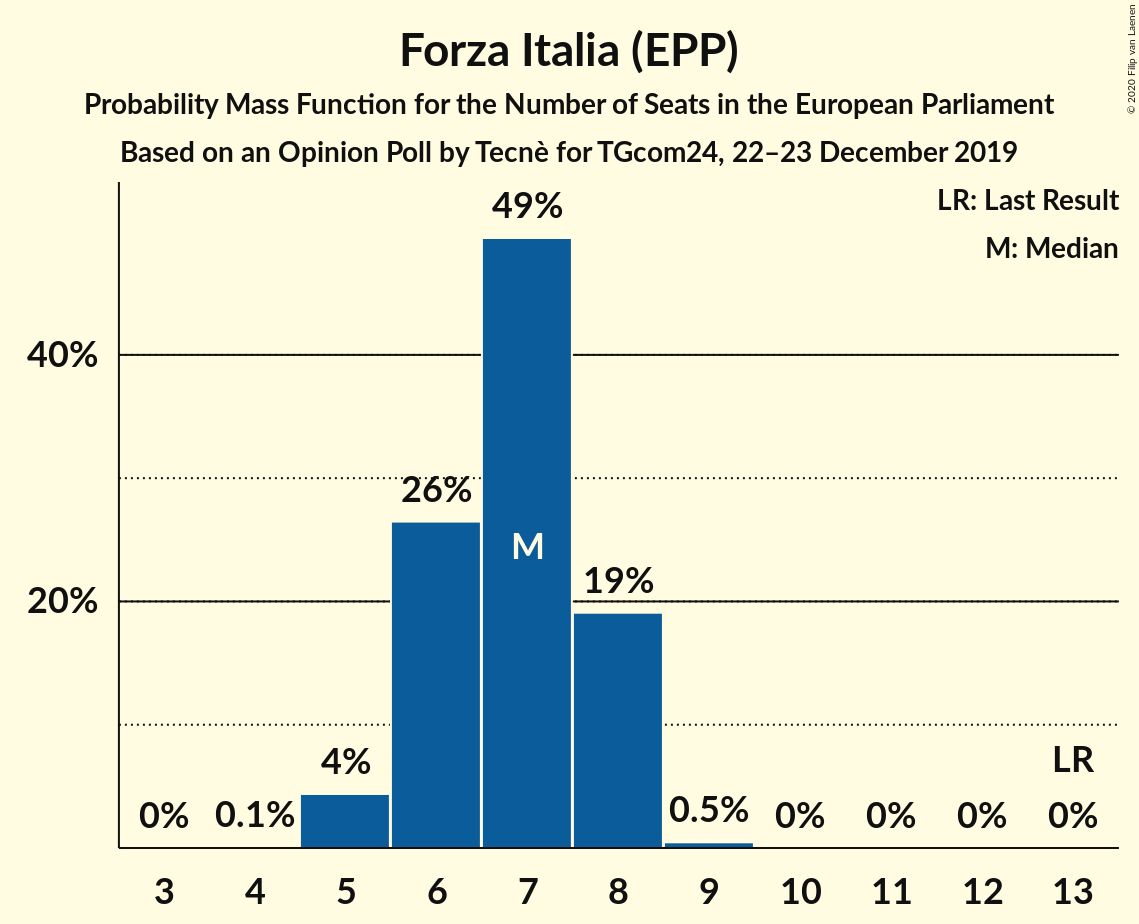 Forza Italia (EPP)
Probability Mass Function for the Number of Seats in the European Parliament
Based on an Opinion Poll by Tecnè for TGcom24, 22–23 December 2019
© 2020 Filip van Laenen
LR: Last Result
M: Median
49%
40%
26%
M
19%
20%
4%
LR
0% 0.1% 0.5% 0% 0% 0% 0%
3 4 5 6 7 8 9 10 11 12 13